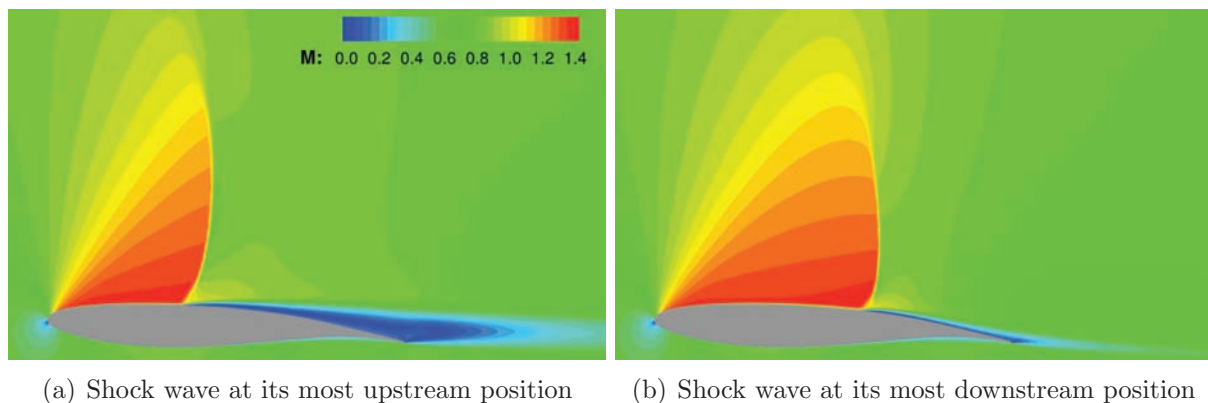 M: 0.0 0.2 0.4 0.6 0.8 1.0 1.2 1.4
(a) Shock wave at its most upstream position
(b) Shock wave at its most downstream position